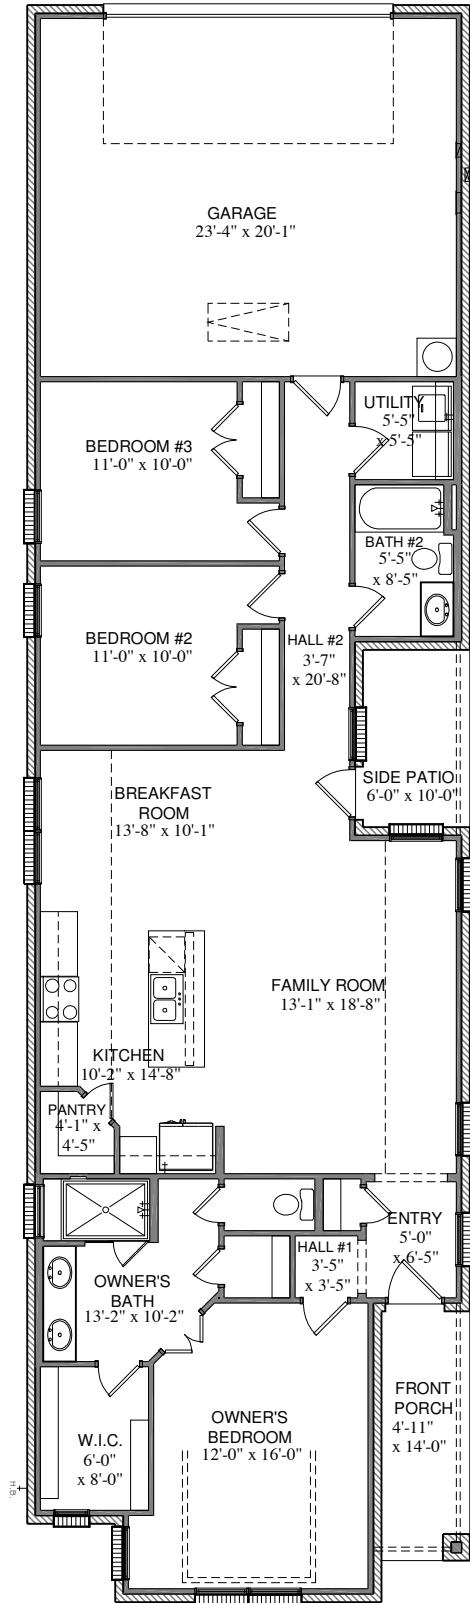 GARAGE
23'-4" x 20'-1"
UTILITY
5'-5"
x 5'-5"
BEDROOM #3
11'-0" x 10'-0"
BATH #2
5'-5"
x 8'-5"
BEDROOM #2
11'-0" x 10'-0"
HALL #2
3'-7"
x 20'-8"
SIDE PATIO
6'-0" x 10'-0"
BREAKFAST
ROOM
13'-8" x 10'-1"
FAMILY ROOM
13'-1" x 18'-8"
KITCHEN
10'-2" x 14'-8"
PANTRY
4'-1" x
4'-5"
ENTRY
5'-0"
x 6'-5"
HALL #1
3'-5"
x 3'-5"
OWNER'S
BATH
13'-2" x 10'-2"
FRONT
PORCH
4'-11"
x 14'-0"
OWNER'S
BEDROOM
12'-0" x 16'-0"
W.I.C.
6'-0"
x 8'-0"
H.B.